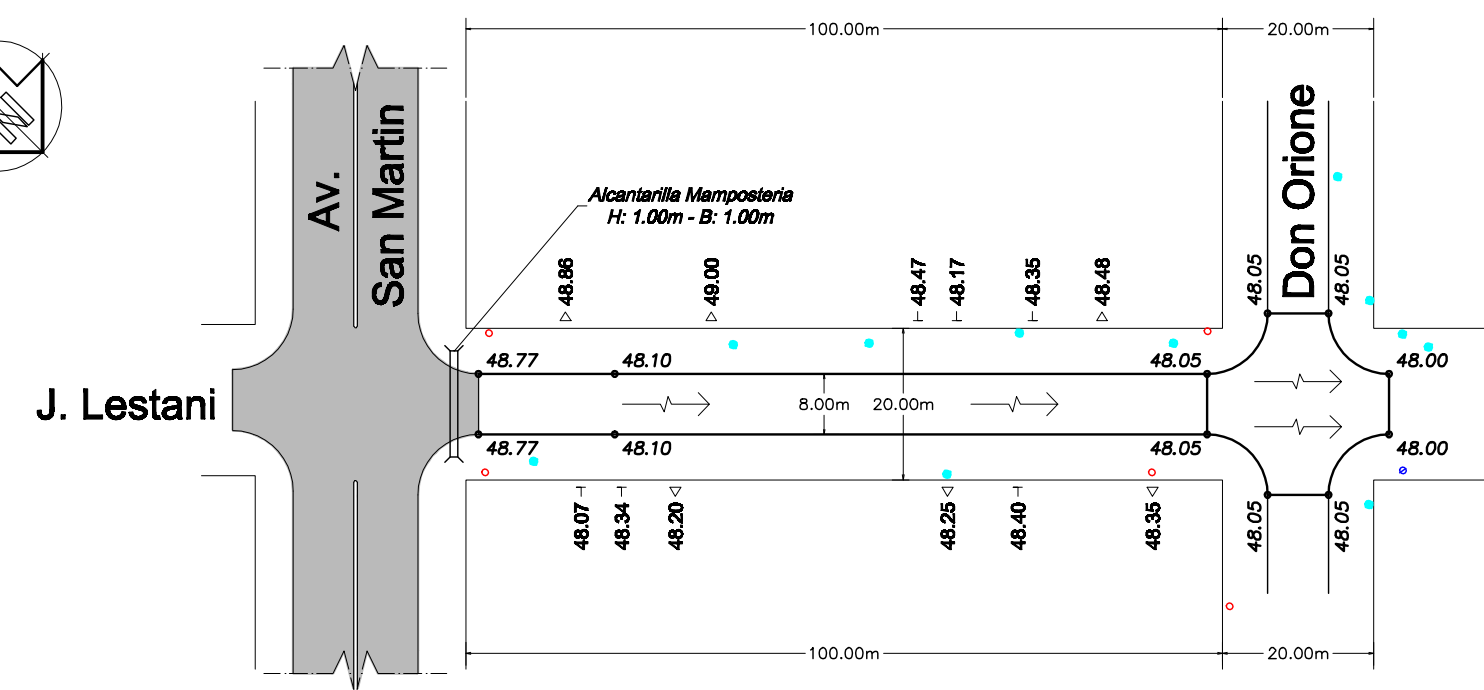 100.00m
20.00m
N
Av.
San Martin
Don Orione
Alcantarilla Mamposteria
H: 1.00m - B: 1.00m
48.86
49.00
48.47
48.17
48.35
48.48
48.05
48.05
48.77
48.10
48.05
48.00
J. Lestani
8.00m
20.00m
48.77
48.10
48.05
48.00
48.07
48.34
48.20
48.25
48.40
48.35
48.05
48.05
100.00m
20.00m